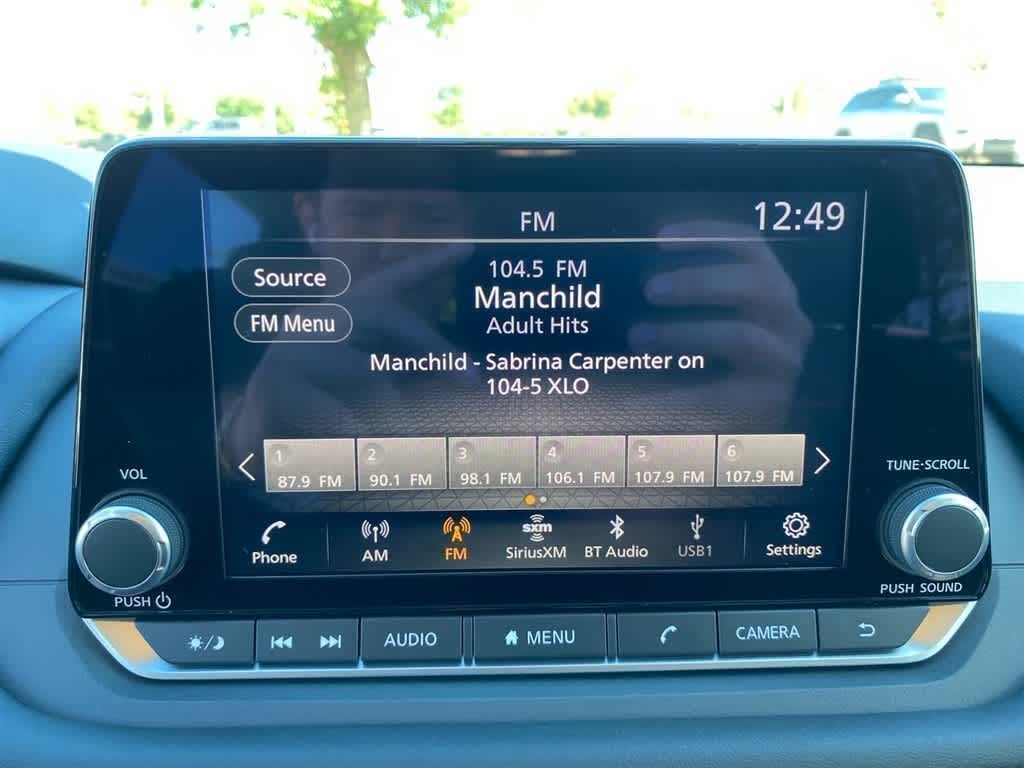 FM
12:49
Source
104.5 FM
Manchild
FM Menu
Adult Hits
Manchild - Sabrina Carpenter on
104-5 XLO
1
87.9 FM
2
90.1 FM
3
98.1 FM
4
106.1 FM
5
107.9 FM
6
107.9 FM
VOL
TUNE·SCROLL
Phone
AM
FM
sxm
SiriusXM
BT Audio
USB1
Settings
PUSH
PUSH SOUND
AUDIO
MENU
CAMERA